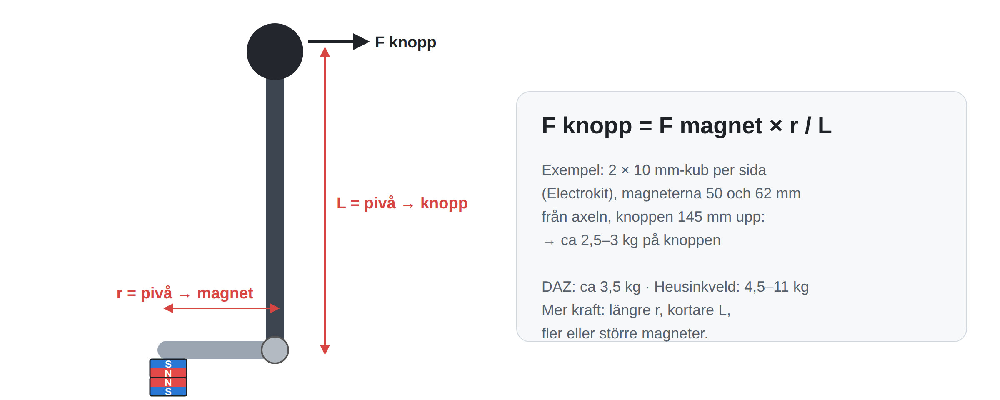 F knopp
F knopp = F magnet × r / L
Exempel: 2 × 10 mm-kub per sida
(Electrokit), magneterna 50 och 62 mm
från axeln, knoppen 145 mm upp:
→ ca 2,5–3 kg på knoppen
L = pivå → knopp
DAZ: ca 3,5 kg · Heusinkveld: 4,5–11 kg
Mer kraft: längre r, kortare L,
fler eller större magneter.
r = pivå → magnet
S
N
N
S